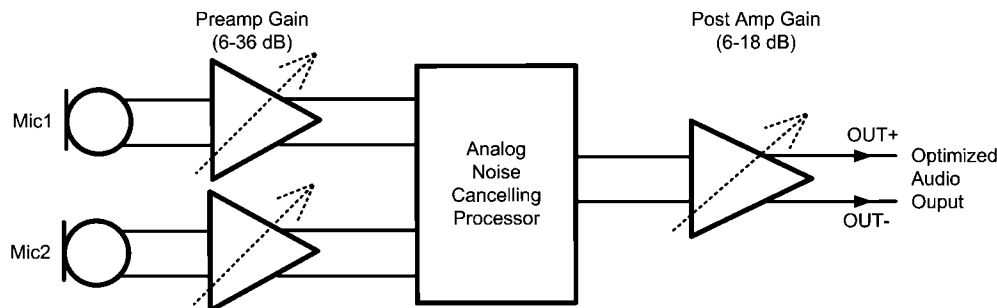 Preamp Gain
(6-36 dB)
Post Amp Gain
(6-18 dB)
Mic1
Mic2
Analog
Noise
Cancelling
Processor
OUT+
OUT-
Optimized
Audio
Ouput